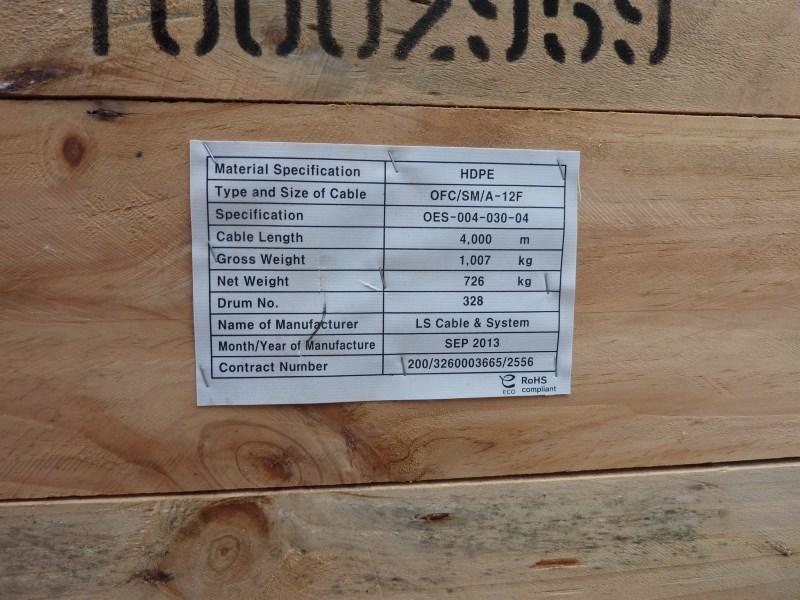 10002959
Material Specification HDPE
Type and Size of Cable OFC/SM/A-12F
Specification OES-004-030-04
Cable Length 4,000 m
Gross Weight 1,007 kg
Net Weight 726 kg
Drum No. 328
Name of Manufacturer LS Cable & System
Month/Year of Manufacture SEP 2013
Contract Number 200/3260003665/2556
ECO RoHS compliant